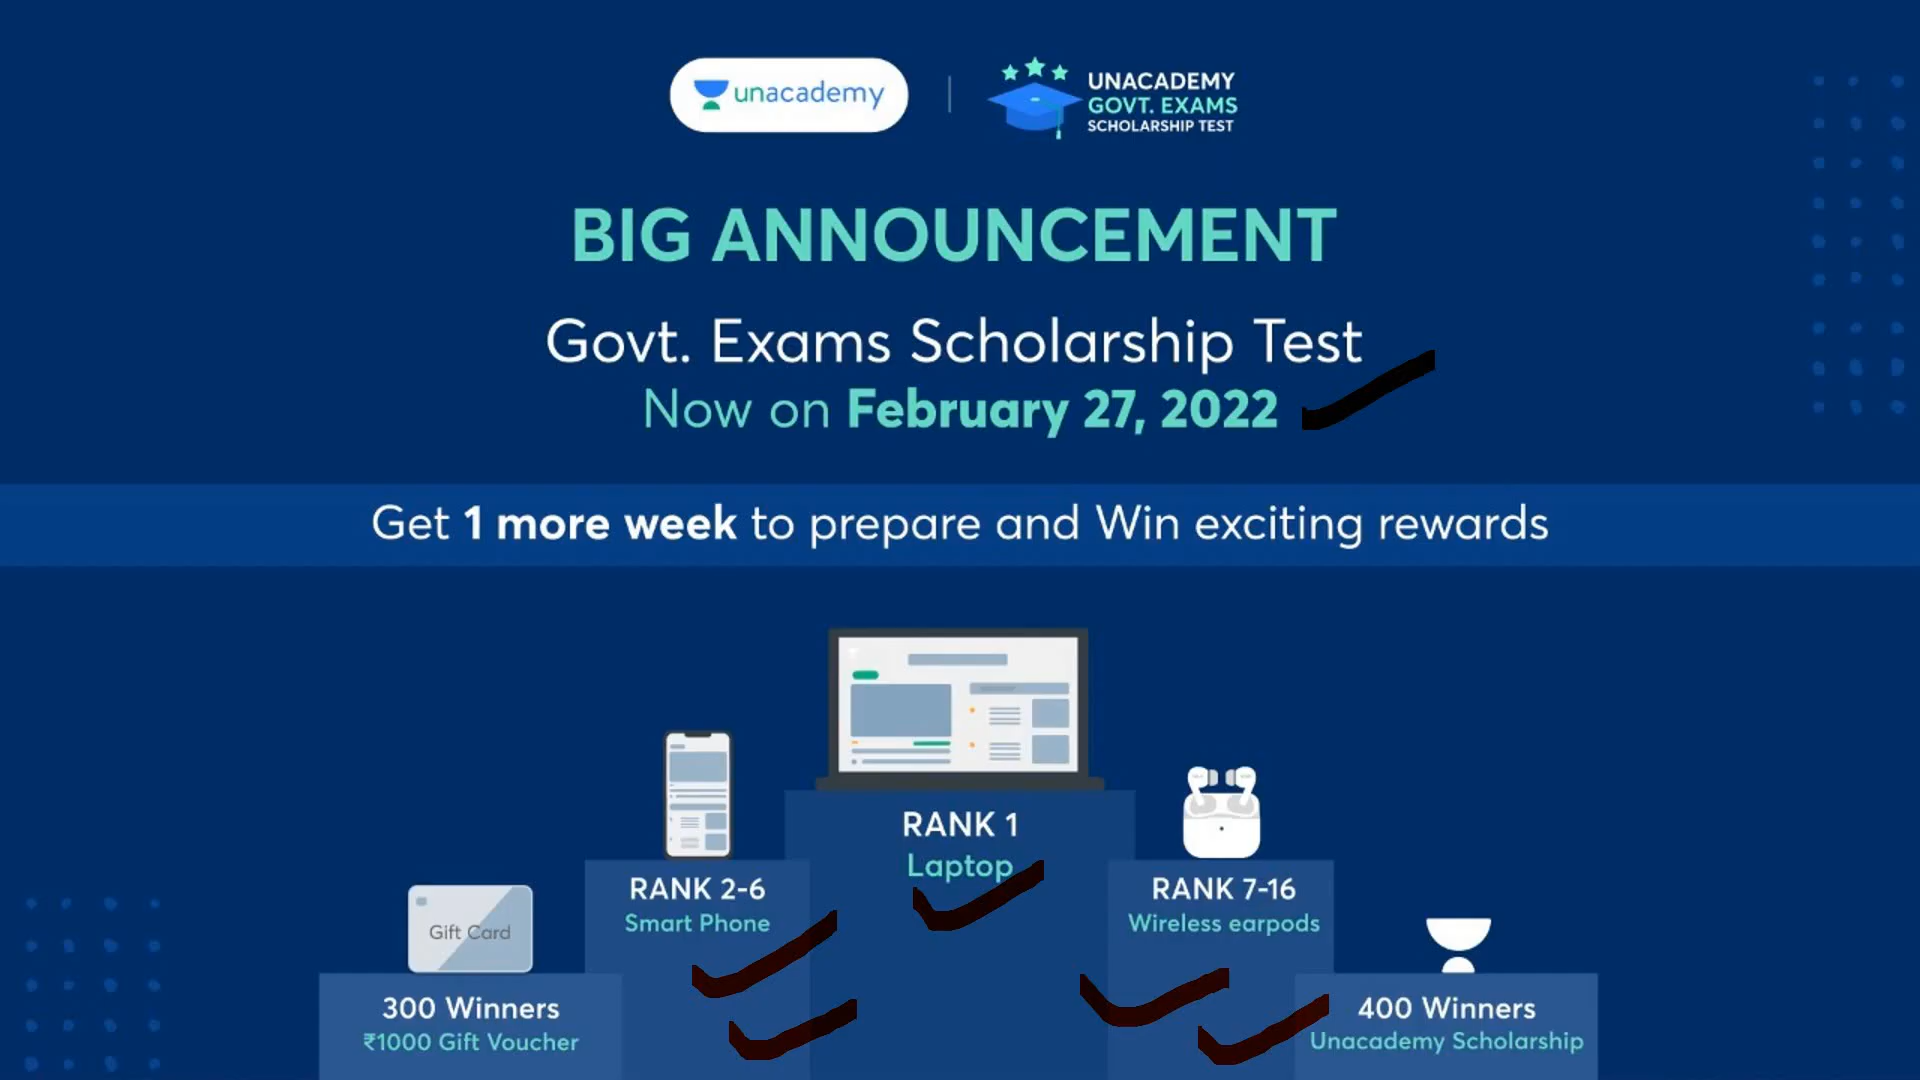 unacademy
UNACADEMY
GOVT. EXAMS
SCHOLARSHIP TEST
BIG ANNOUNCEMENT
Govt. Exams Scholarship Test
Now on February 27, 2022
Get 1 more week to prepare and Win exciting rewards
RANK 1
Laptop
RANK 2-6
Smart Phone
RANK 7-16
Wireless earpods
Gift Card
300 Winners
₹1000 Gift Voucher
400 Winners
Unacademy Scholarship